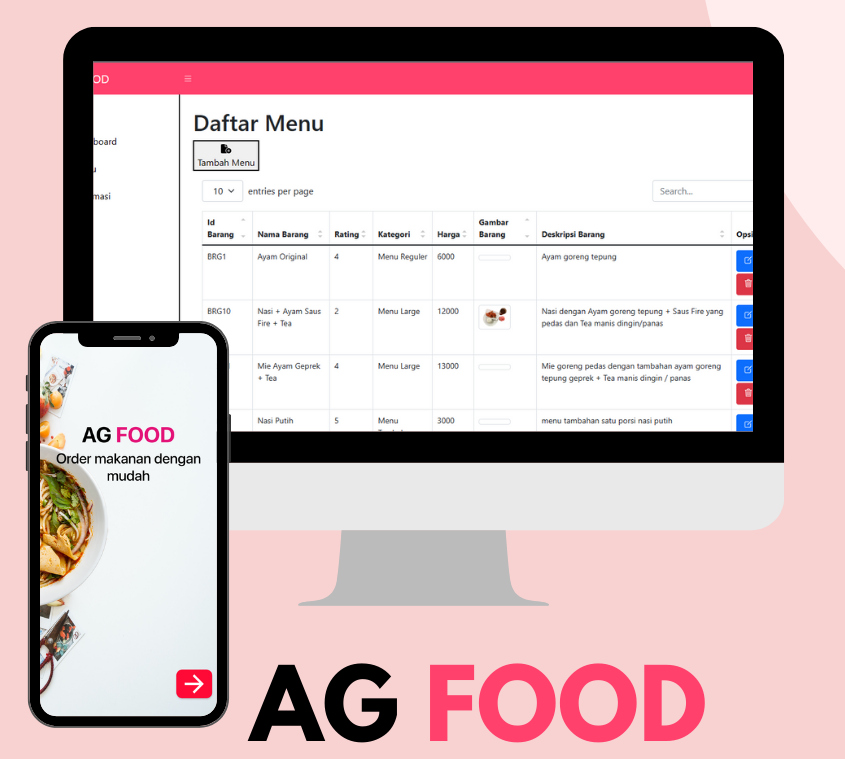 OD
board
u
masi
Daftar Menu
Tambah Menu
10 entries per page
Search...
Id Barang Nama Barang Rating Kategori Harga Gambar Barang Deskripsi Barang Opsi
BRG1 Ayam Original 4 Menu Reguler 6000 Ayam goreng tepung
BRG10 Nasi + Ayam Saus 2 Menu Large 12000 Nasi dengan Ayam goreng tepung + Saus Fire yang
Fire + Tea pedas dan Tea manis dingin/panas
Mie Ayam Geprek 4 Menu Large 13000 Mie goreng pedas dengan tambahan ayam goreng
+ Tea tepung geprek + Tea manis dingin / panas
Nasi Putih 5 Menu 3000 menu tambahan satu porsi nasi putih
AG FOOD
Order makanan dengan
mudah
AG FOOD